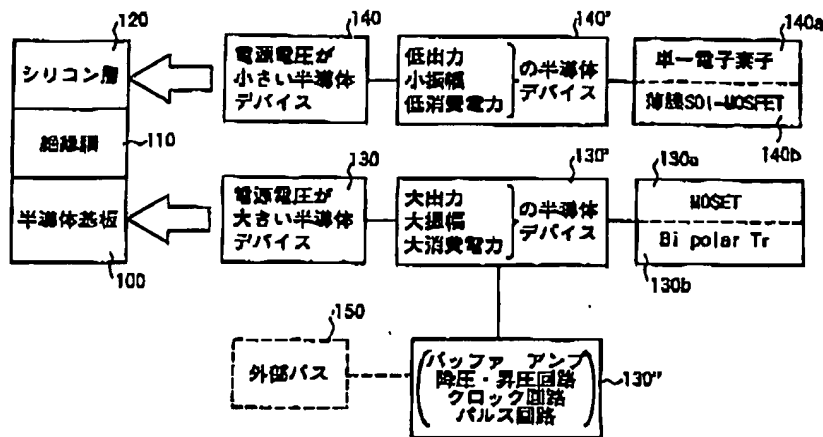 120
140
140'
140a
シリコン層
電源電圧が
小さい半導体
デバイス
低出力
小振幅
低消費電力
の半導体
デバイス
単一電子素子
薄膜SOI-MOSFET
140b
絶縁膜
110
130
130'
130a
半導体基板
電源電圧が
大きい半導体
デバイス
大出力
大振幅
大消費電力
の半導体
デバイス
MOSET
Bi polar Tr
130b
100
150
外部バス
バッファ アンプ
降圧・昇圧回路
クロック回路
パルス回路
130"